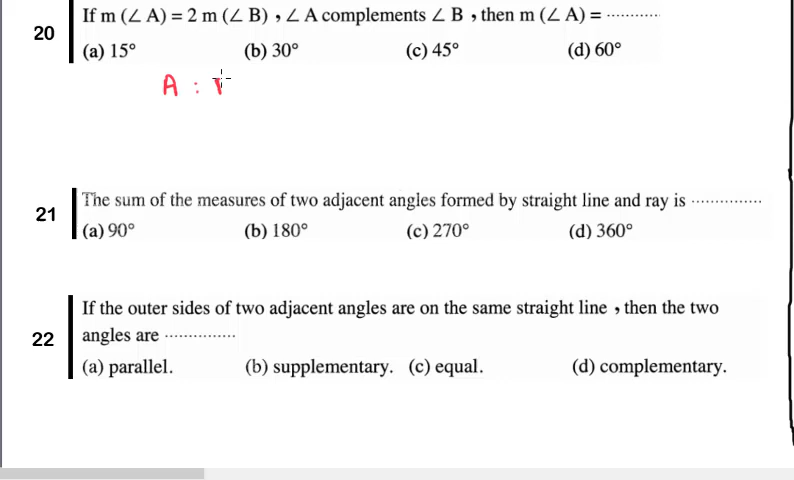 20
If m (∠ A) = 2 m (∠ B) , ∠ A complements ∠ B , then m (∠ A) = ············
(a) 15° (b) 30° (c) 45° (d) 60°
A :
21
The sum of the measures of two adjacent angles formed by straight line and ray is ···············
(a) 90° (b) 180° (c) 270° (d) 360°
22
If the outer sides of two adjacent angles are on the same straight line , then the two
angles are ···············
(a) parallel. (b) supplementary. (c) equal. (d) complementary.